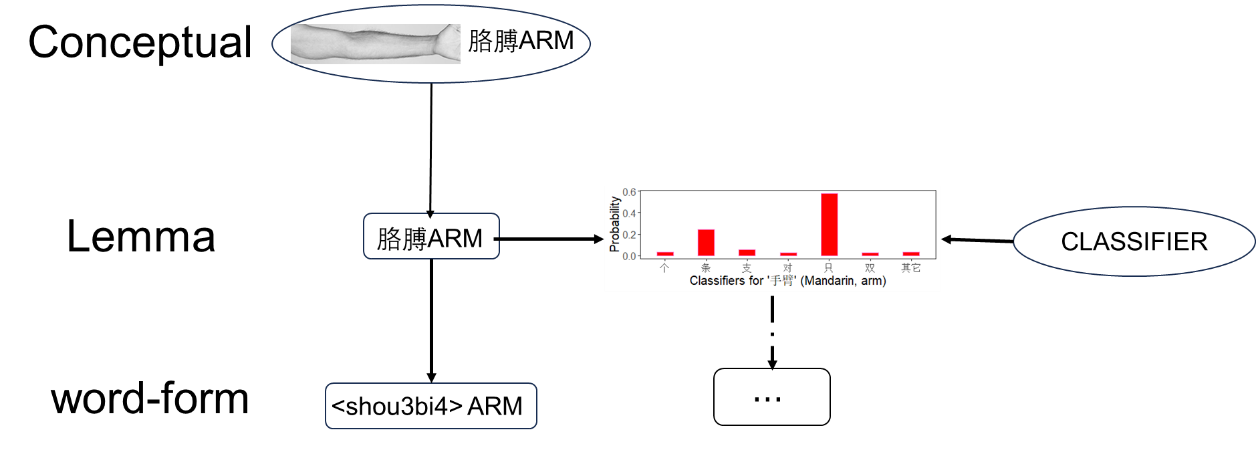 Conceptual
胳膊ARM
Lemma
胳膊ARM
Probability
0.6
0.4
0.2
0.0
个 条 支 对 只 双 其它
Classifiers for '手臂' (Mandarin, arm)
CLASSIFIER
word-form
<shou3bi4> ARM
...